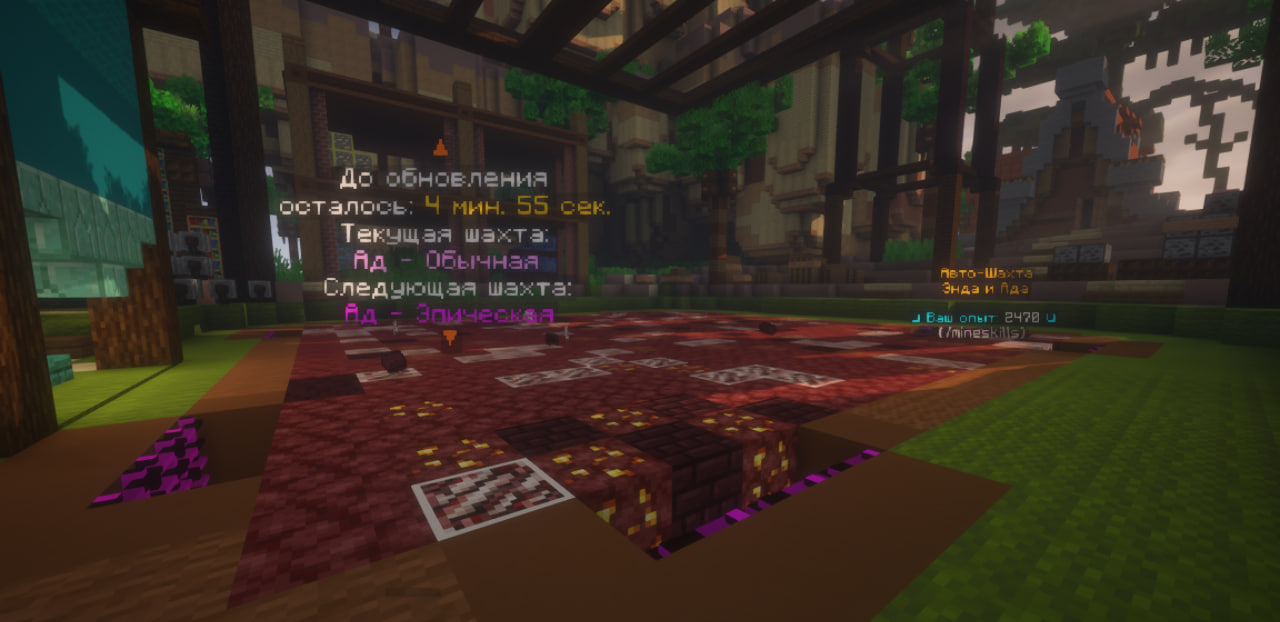 До обновления
осталось: 4 мин. 55 сек.
Текущая шахта:
Ад - Обычная
Следующая шахта:
Ад - Эпическая
Авто-Шахта
Энда и Ада
Ваш опыт: 2470
(/mineskills)